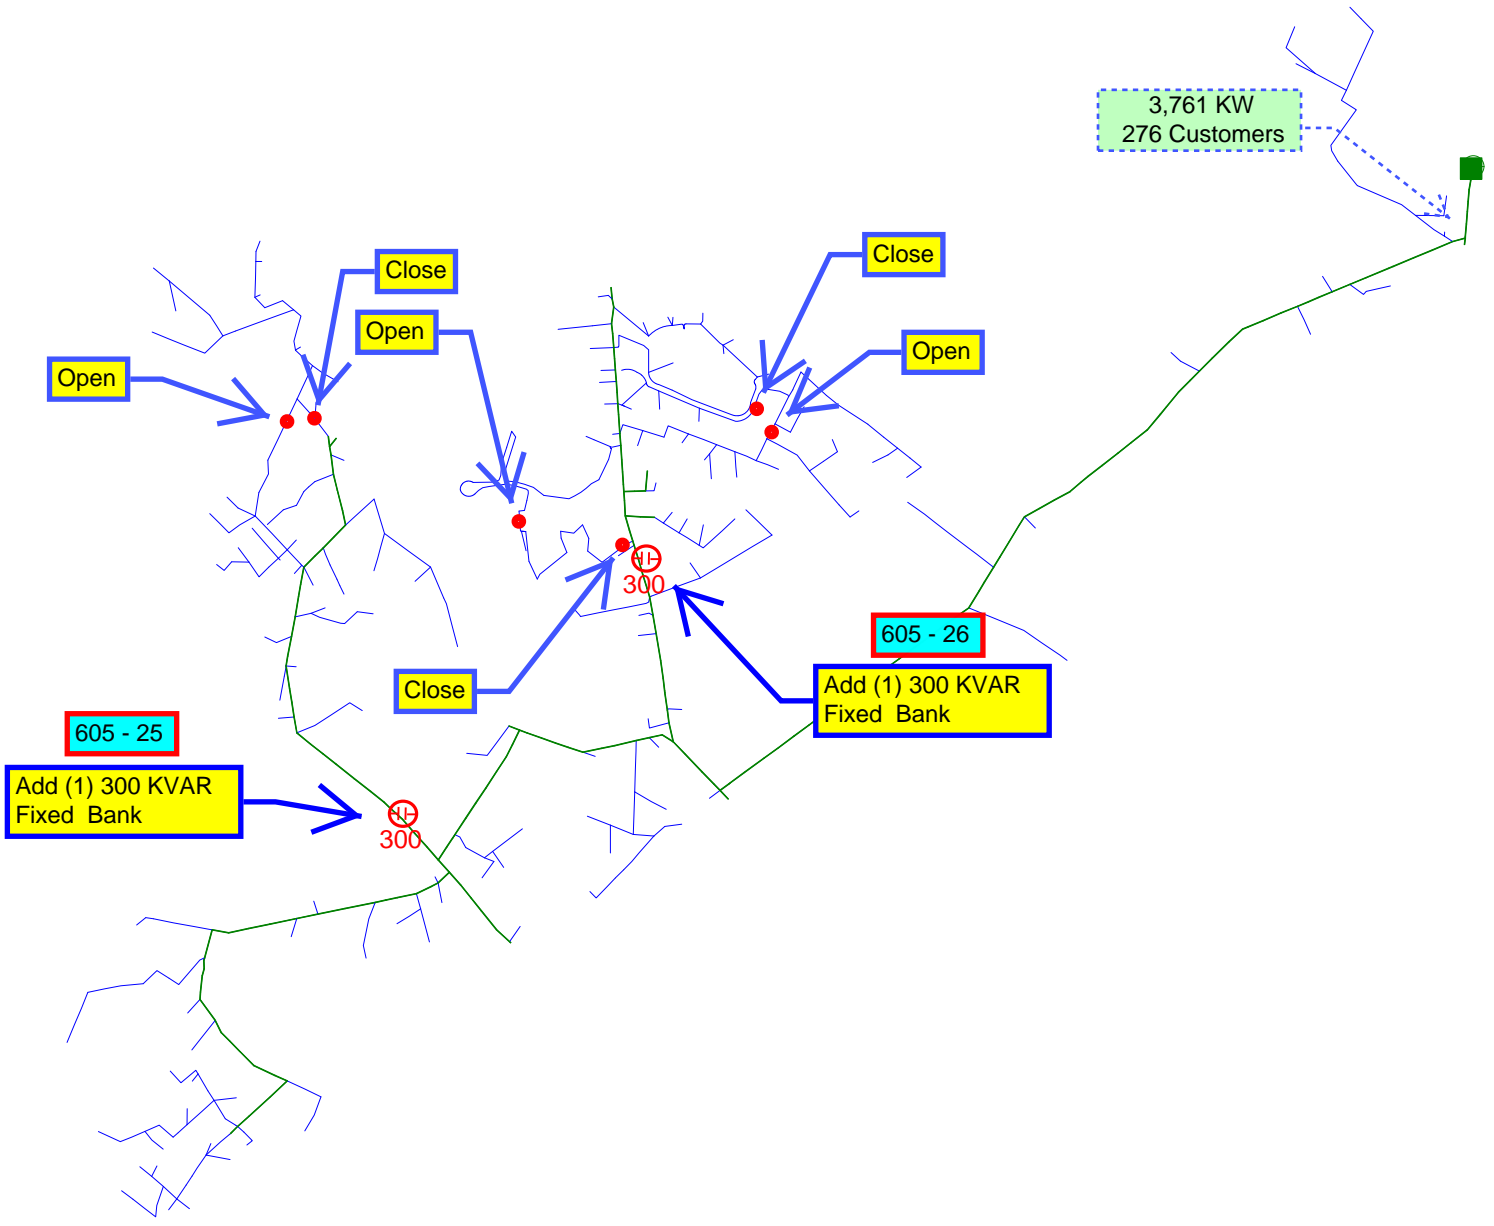 3,761 KW
276 Customers
Close
Close
Open
Open
Open
300
605 - 26
Close
Add (1) 300 KVAR
Fixed Bank
605 - 25
Add (1) 300 KVAR
Fixed Bank
300